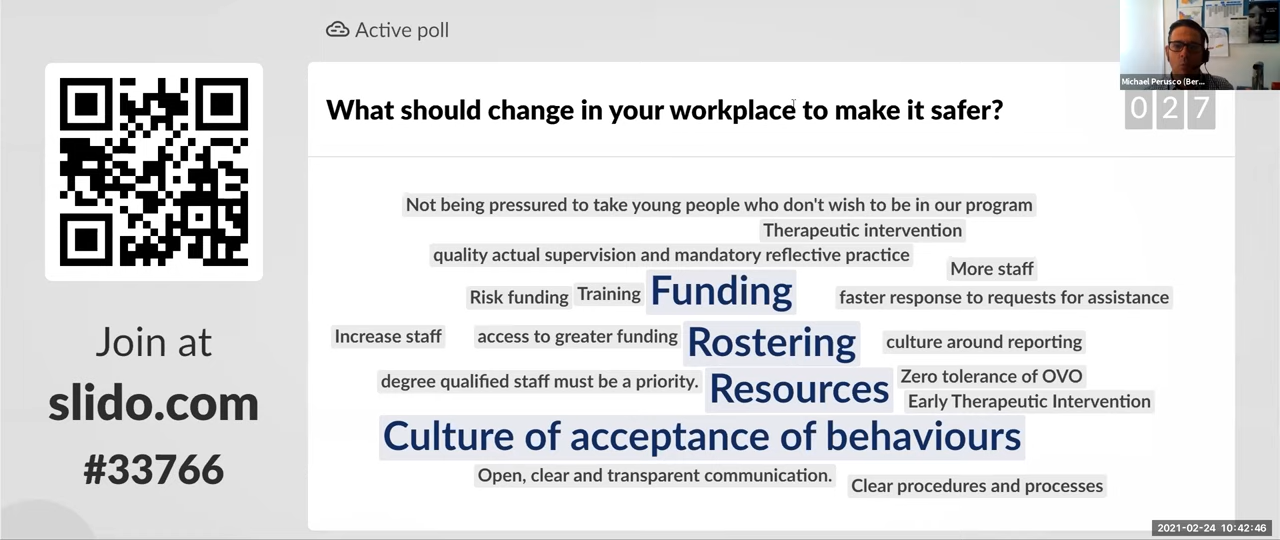 Active poll
Michael Perusco (Ber...
What should change in your workplace to make it safer?
0 2 7
Not being pressured to take young people who don't wish to be in our program
Therapeutic intervention
quality actual supervision and mandatory reflective practice
More staff
Risk funding
Training
Funding
faster response to requests for assistance
Increase staff
access to greater funding
Rostering
culture around reporting
degree qualified staff must be a priority.
Resources
Zero tolerance of OVO
Early Therapeutic Intervention
Culture of acceptance of behaviours
Open, clear and transparent communication.
Clear procedures and processes
Join at
slido.com
#33766
2021-02-24 10:42:46